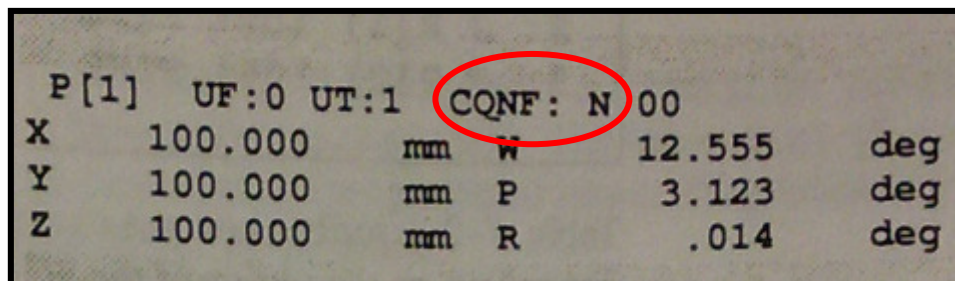 P[1] UF:0 UT:1 CONF: N 00
X 100.000 mm W 12.555 deg
Y 100.000 mm P 3.123 deg
Z 100.000 mm R .014 deg